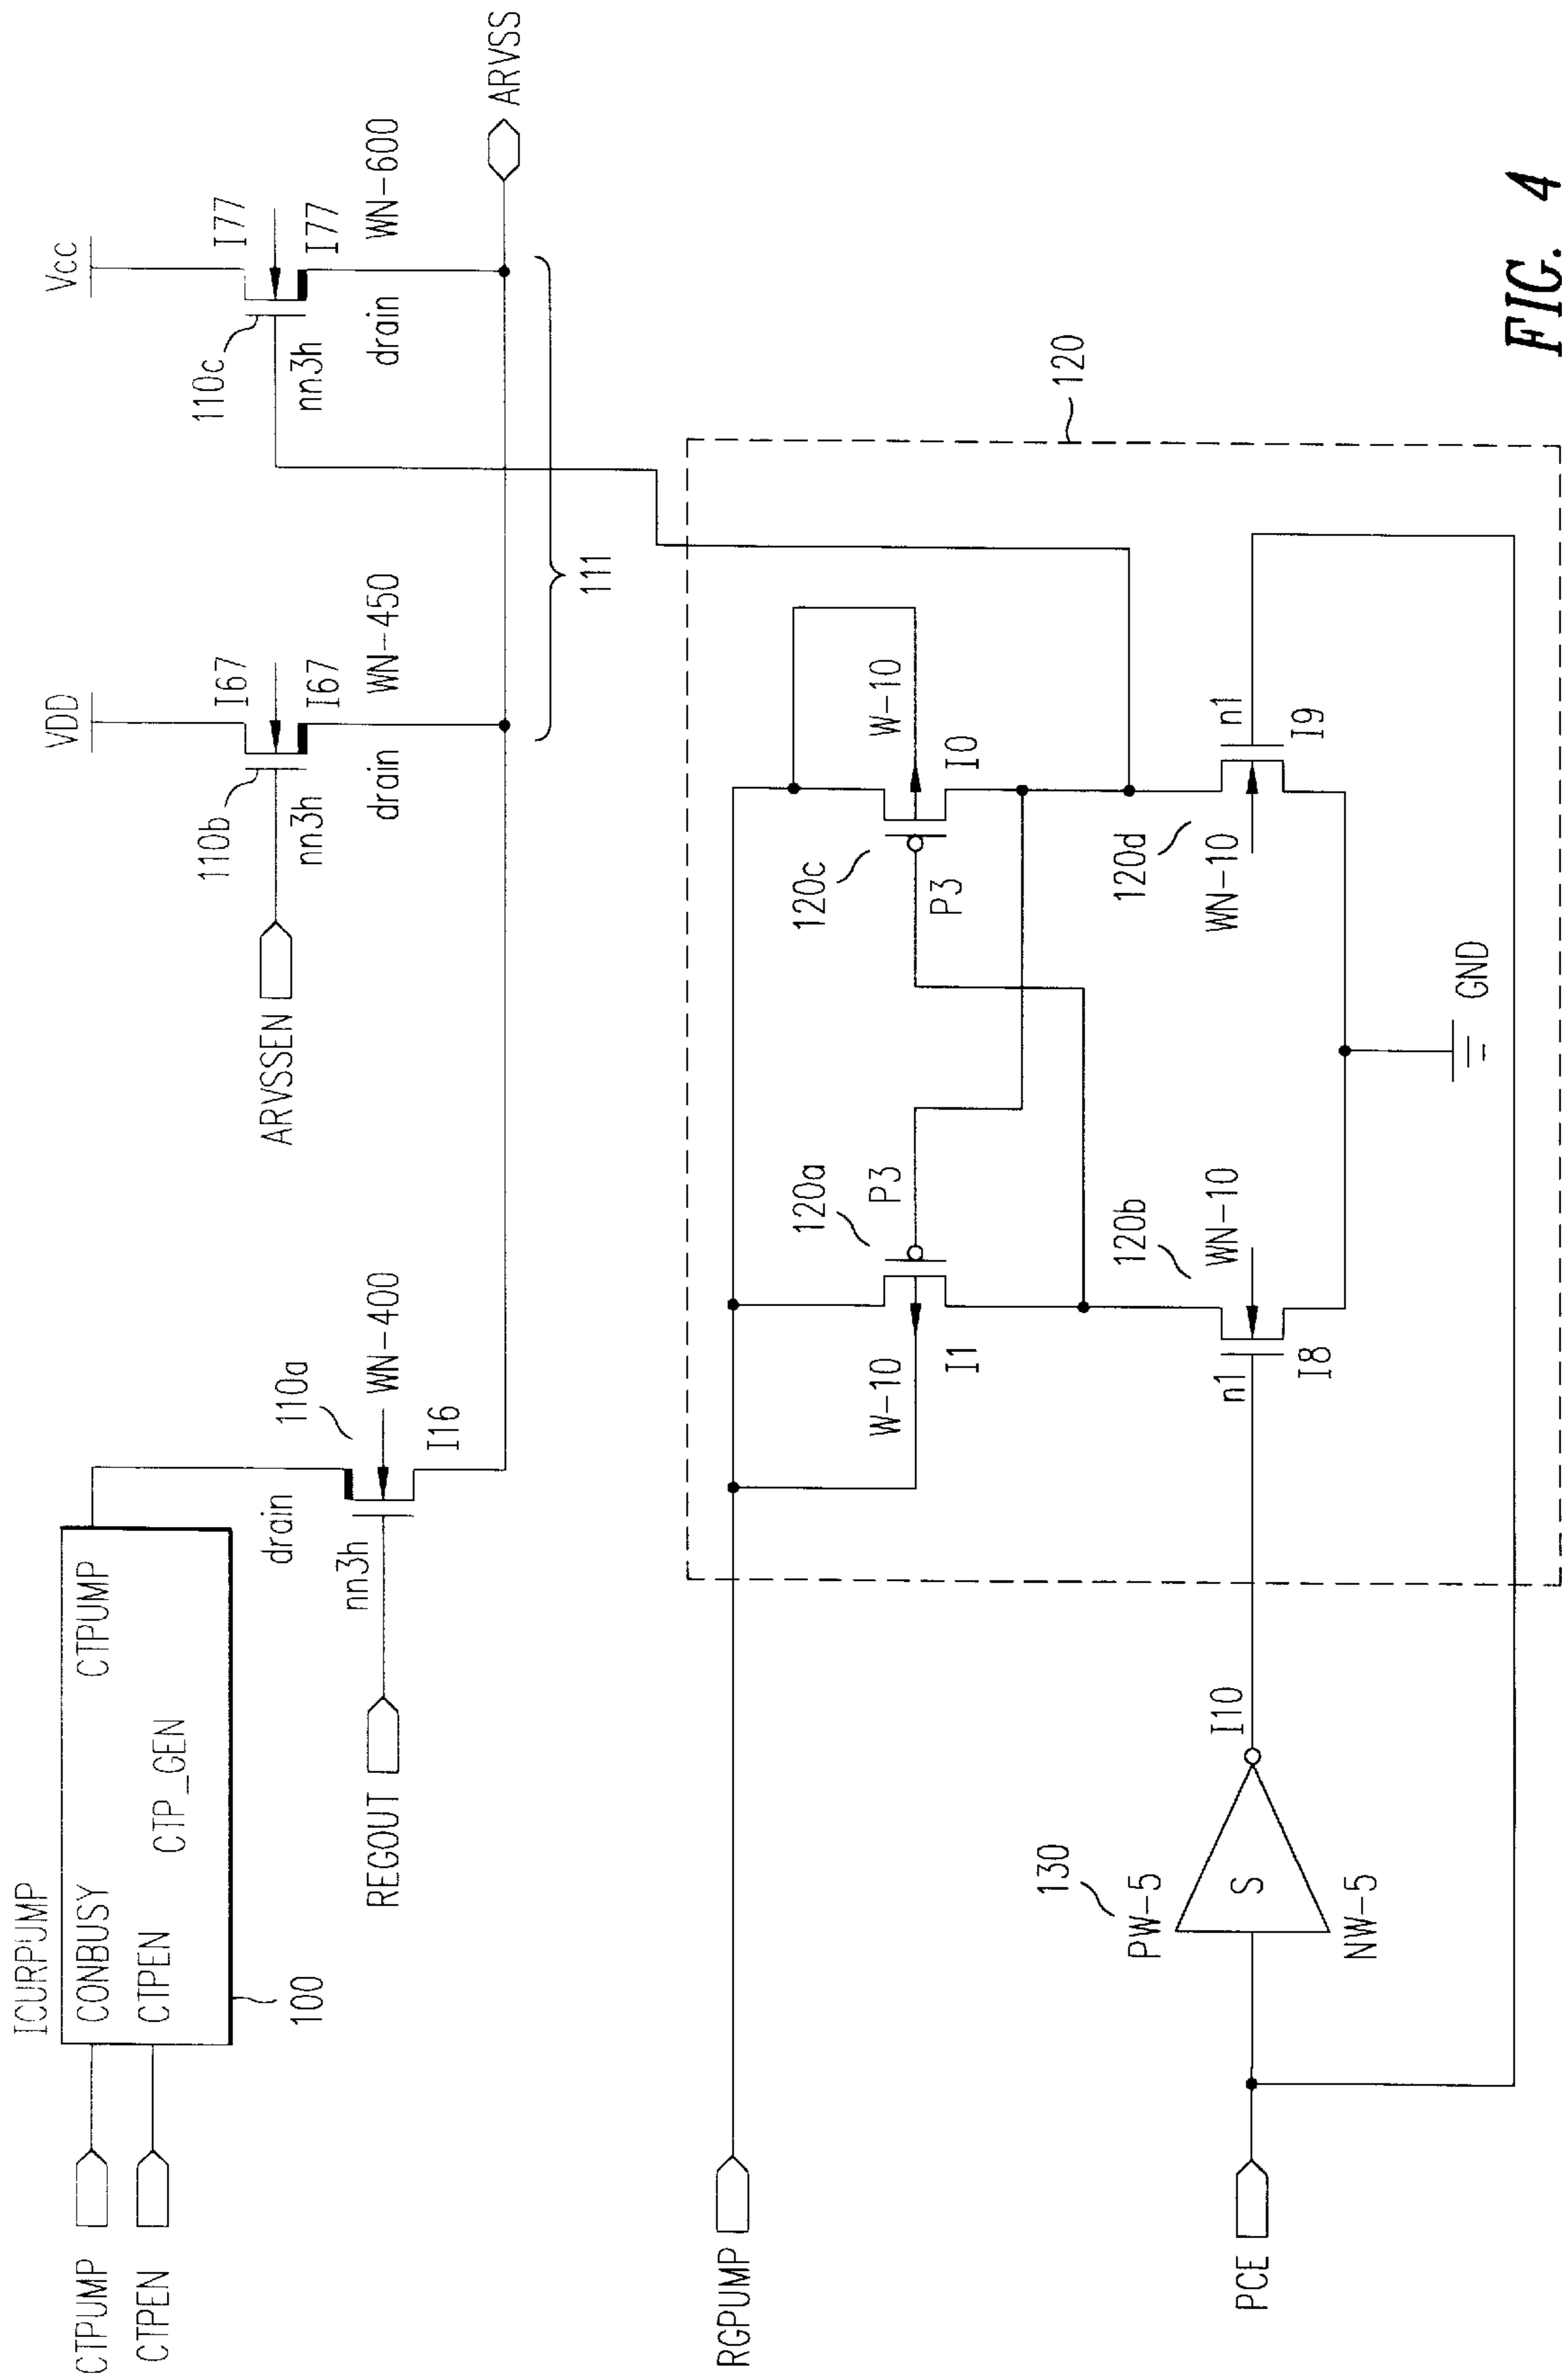 ICURPUMP
CTPUMP
CONBUSY
CTPUMP
CTPEN
CTPEN
CTP_GEN
100
drain
110a
nn3h
WN-400
I16
REGOUT
VDD
I67
110b
nn3h
I67
drain
WN-450
ARVSSEN
Vcc
I77
110c
nn3h
I77
drain
WN-600
ARVSS
111
120
RGPUMP
W-10
I1
120a
P3
120c
P3
W-10
I0
120b
WN-10
n1
I8
120d
WN-10
n1
I9
GND
PCE
130
PW-5
S
NW-5
I10
FIG. 4